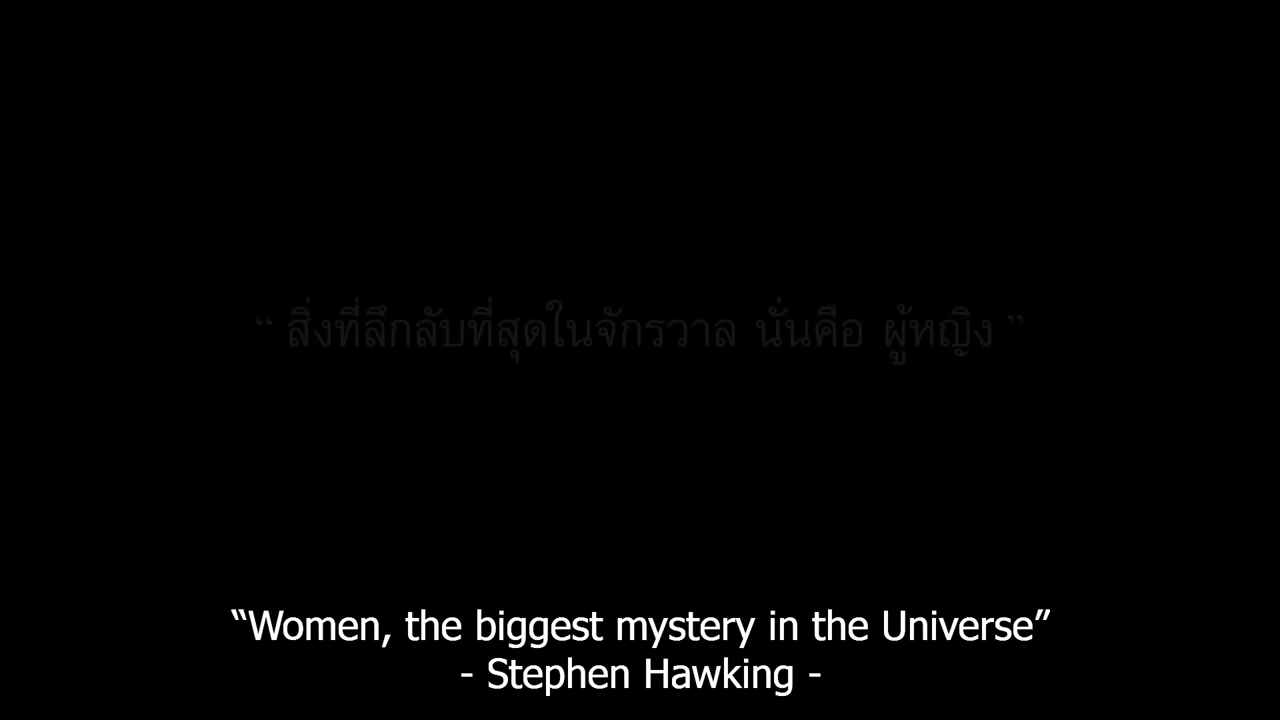 “ สิ่งที่ลึกลับที่สุดในจักรวาล นั่นคือ ผู้หญิง ”
“Women, the biggest mystery in the Universe”
- Stephen Hawking -